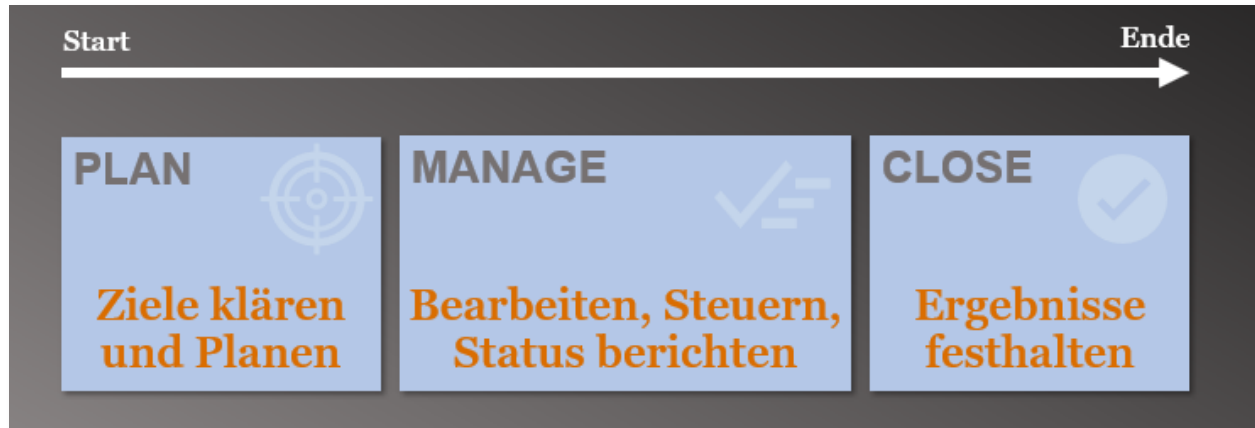 Start
Ende
PLAN
Ziele klären
und Planen
MANAGE
Bearbeiten, Steuern,
Status berichten
CLOSE
Ergebnisse
festhalten